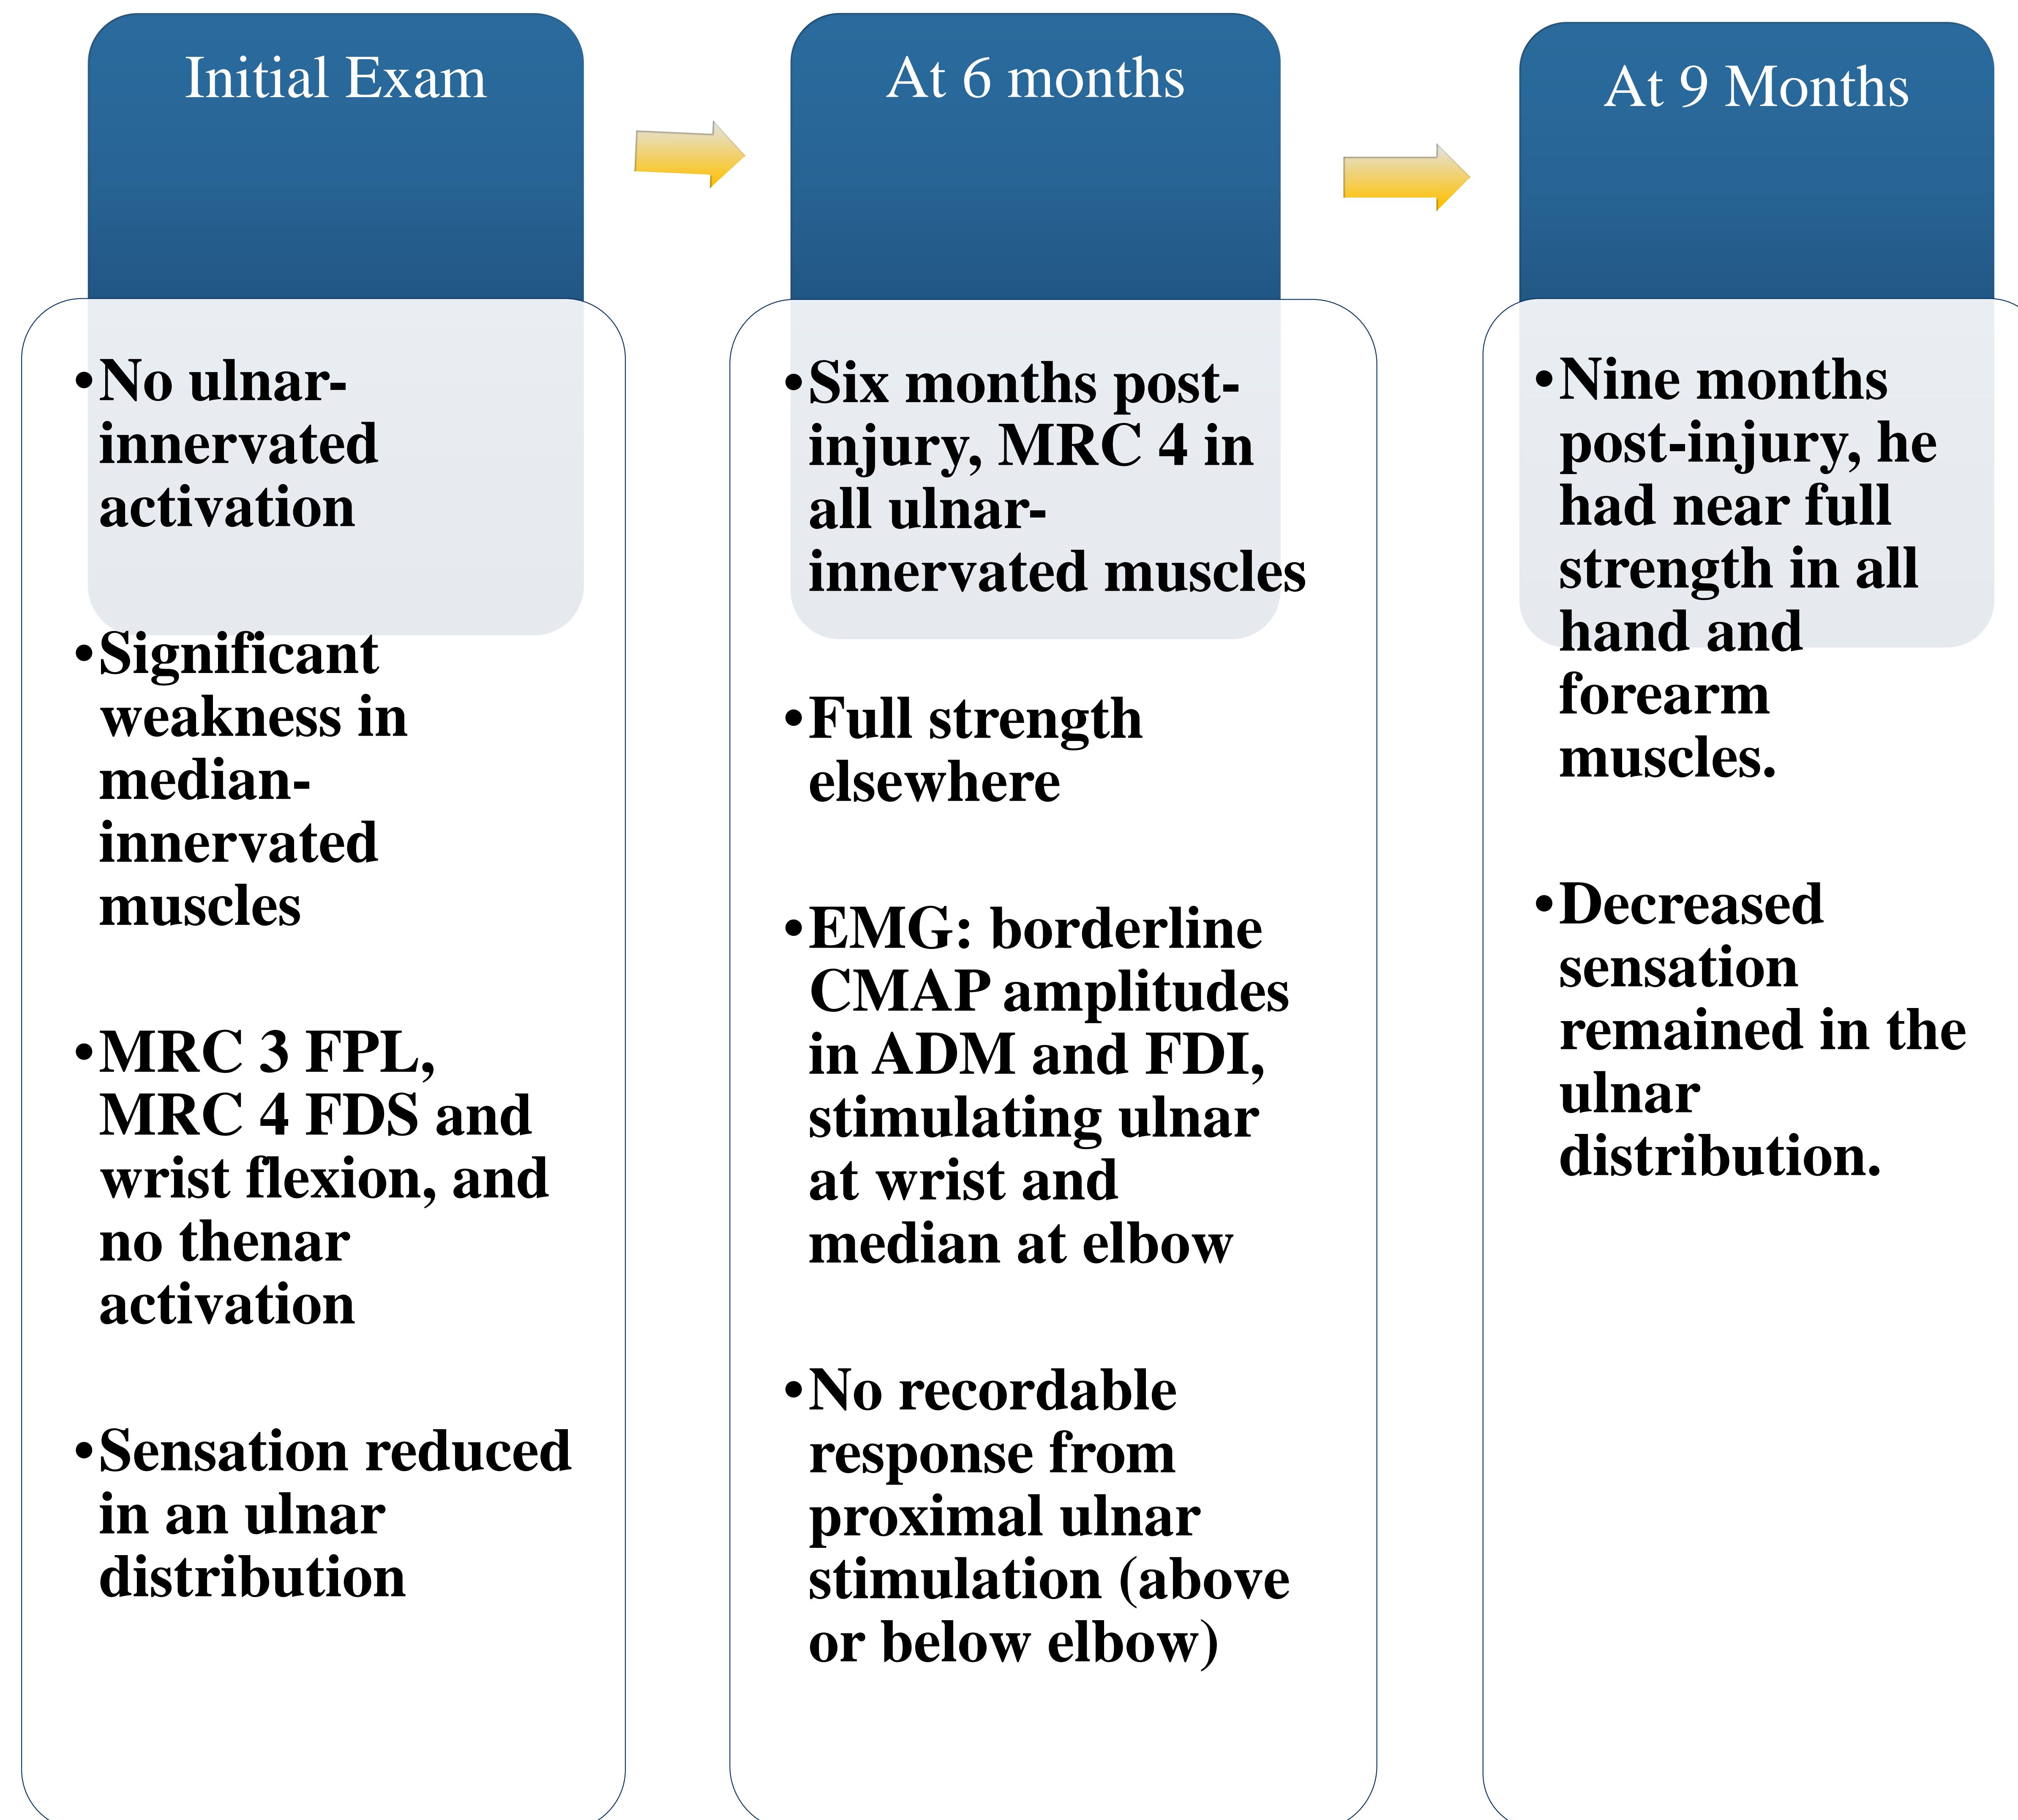 Initial Exam
•No ulnar-
innervated
activation
•Significant
weakness in
median-
innervated
muscles
•MRC 3 FPL,
MRC 4 FDS and
wrist flexion, and
no thenar
activation
•Sensation reduced
in an ulnar
distribution
At 6 months
•Six months post-
injury, MRC 4 in
all ulnar-
innervated muscles
•Full strength
elsewhere
•EMG: borderline
CMAP amplitudes
in ADM and FDI,
stimulating ulnar
at wrist and
median at elbow
•No recordable
response from
proximal ulnar
stimulation (above
or below elbow)
At 9 Months
•Nine months
post-injury, he
had near full
strength in all
hand and
forearm
muscles.
•Decreased
sensation
remained in the
ulnar
distribution.